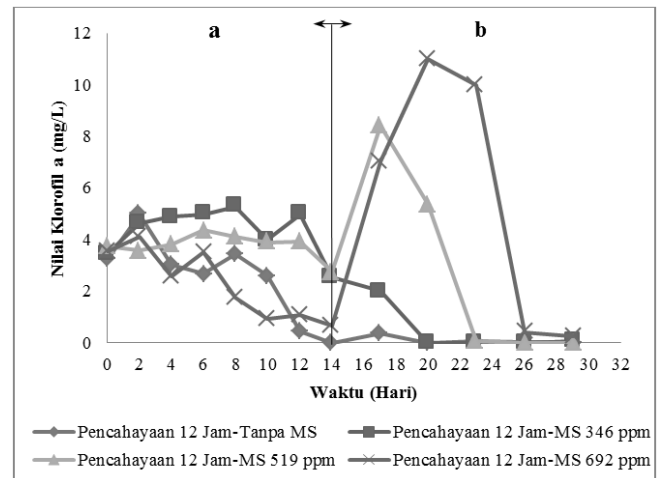 a
b
12
10
8
6
4
2
0
Nilai Klorofil a (mg/L)
0 2 4 6 8 10 12 14 16 18 20 22 24 26 28 30 32
Waktu (Hari)
Pencahayaan 12 Jam-Tanpa MS
Pencahayaan 12 Jam-MS 346 ppm
Pencahayaan 12 Jam-MS 519 ppm
Pencahayaan 12 Jam-MS 692 ppm